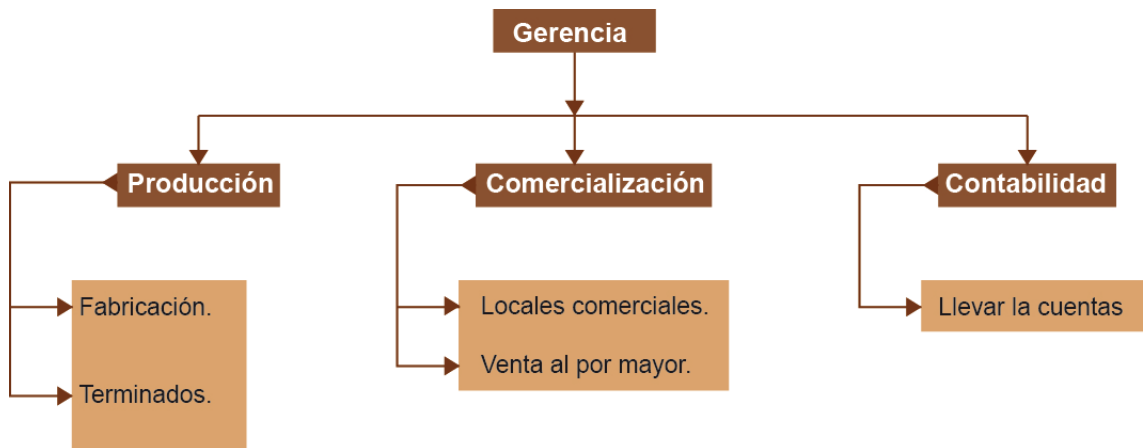 Gerencia
Producción
Comercialización
Contabilidad
Fabricación.
Terminados.
Locales comerciales.
Venta al por mayor.
Llevar la cuentas